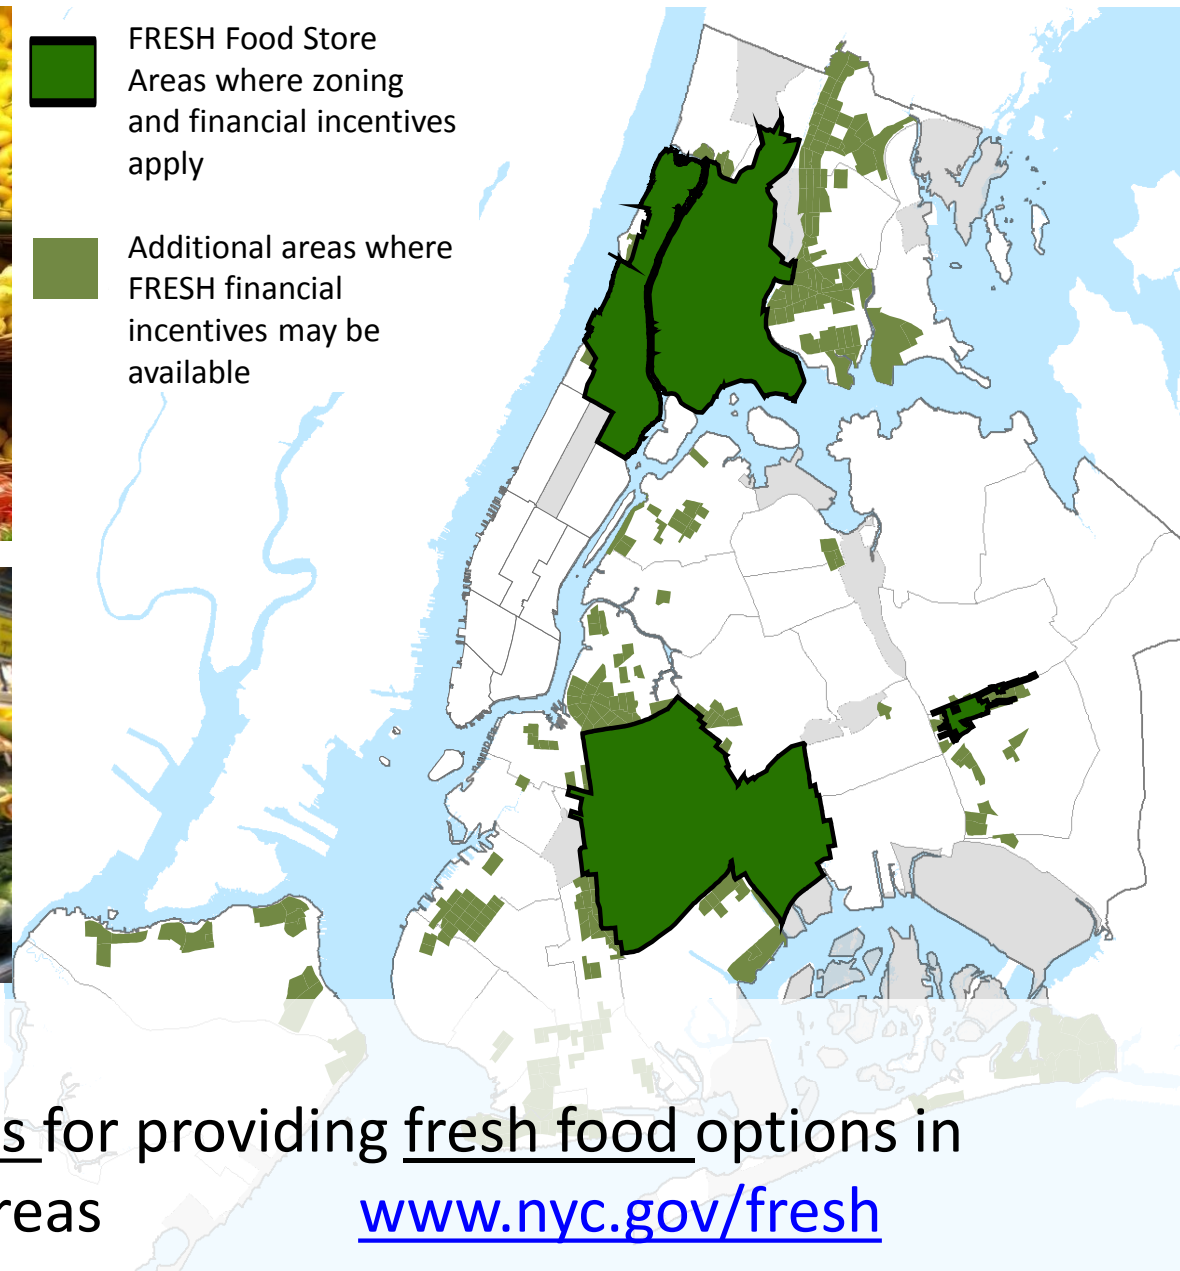 FRESH Food Store
Areas where zoning
and financial incentives
apply
Additional areas where
FRESH financial
incentives may be
available
s for providing fresh food options in
reas www.nyc.gov/fresh